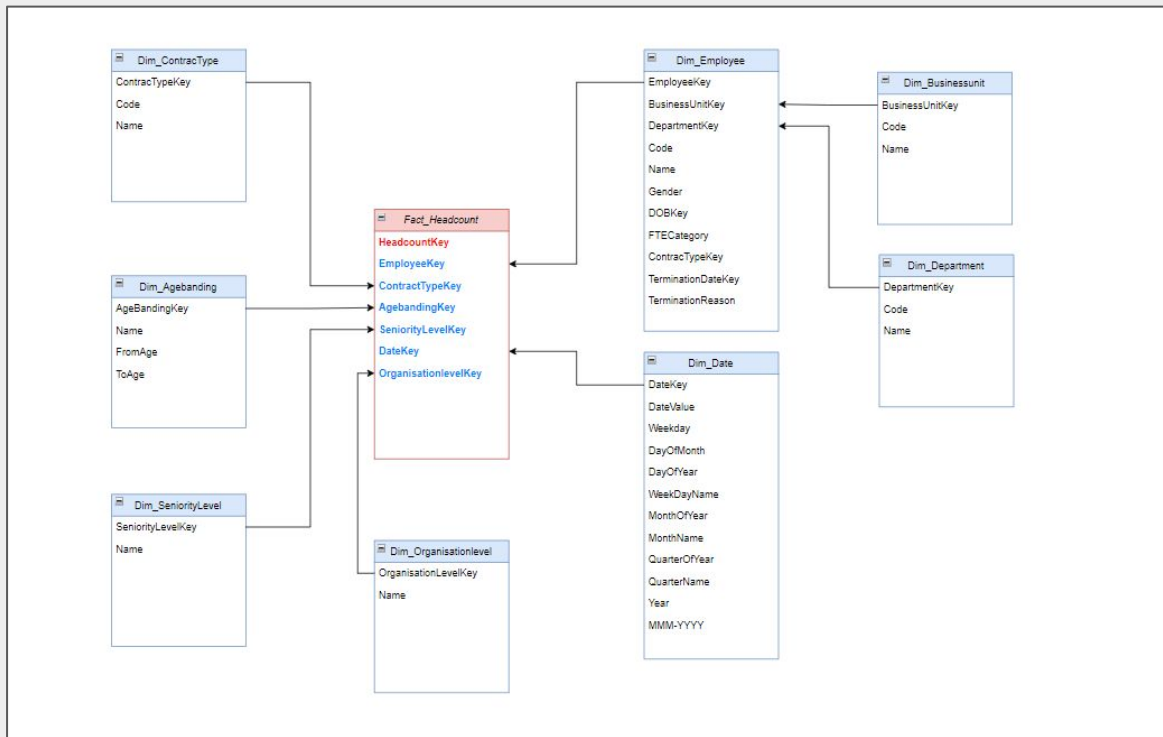 Dim_ContracType
ContracTypeKey
Code
Name
Dim_Agebanding
AgeBandingKey
Name
FromAge
ToAge
Dim_SeniorityLevel
SeniorityLevelKey
Name
Fact_Headcount
HeadcountKey
EmployeeKey
ContractTypeKey
AgebandingKey
SeniorityLevelKey
DateKey
OrganisationlevelKey
Dim_Organisationlevel
OrganisationLevelKey
Name
Dim_Employee
EmployeeKey
BusinessUnitKey
DepartmentKey
Code
Name
Gender
DOBKey
FTECategory
ContracTypeKey
TerminationDateKey
TerminationReason
Dim_Date
DateKey
DateValue
Weekday
DayOfMonth
DayOfYear
WeekDayName
MonthOfYear
MonthName
QuarterOfYear
QuarterName
Year
MMM-YYYY
Dim_Businessunit
BusinessUnitKey
Code
Name
Dim_Department
DepartmentKey
Code
Name